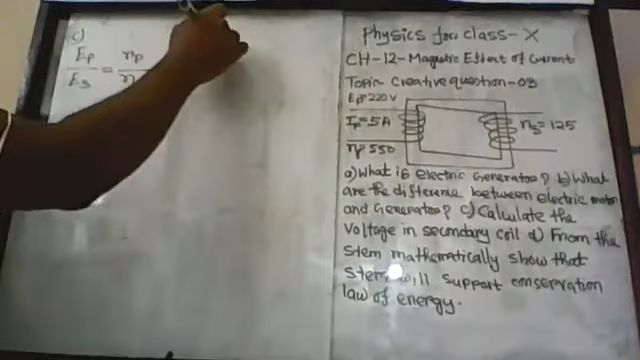 c)
Ep/Es = np/n
Physics for class-X
CH-12-Magnetic Effect of Current
Topic Creative question-03
Ep=220V
Ip=5A
np=550
ns=125
a)What is electric Generator? b)What
are the difference between electric motor
and Generator? c)Calculate the
voltage in secondary coil d) From the
stem mathematically show that
stem will support conservation
law of energy.